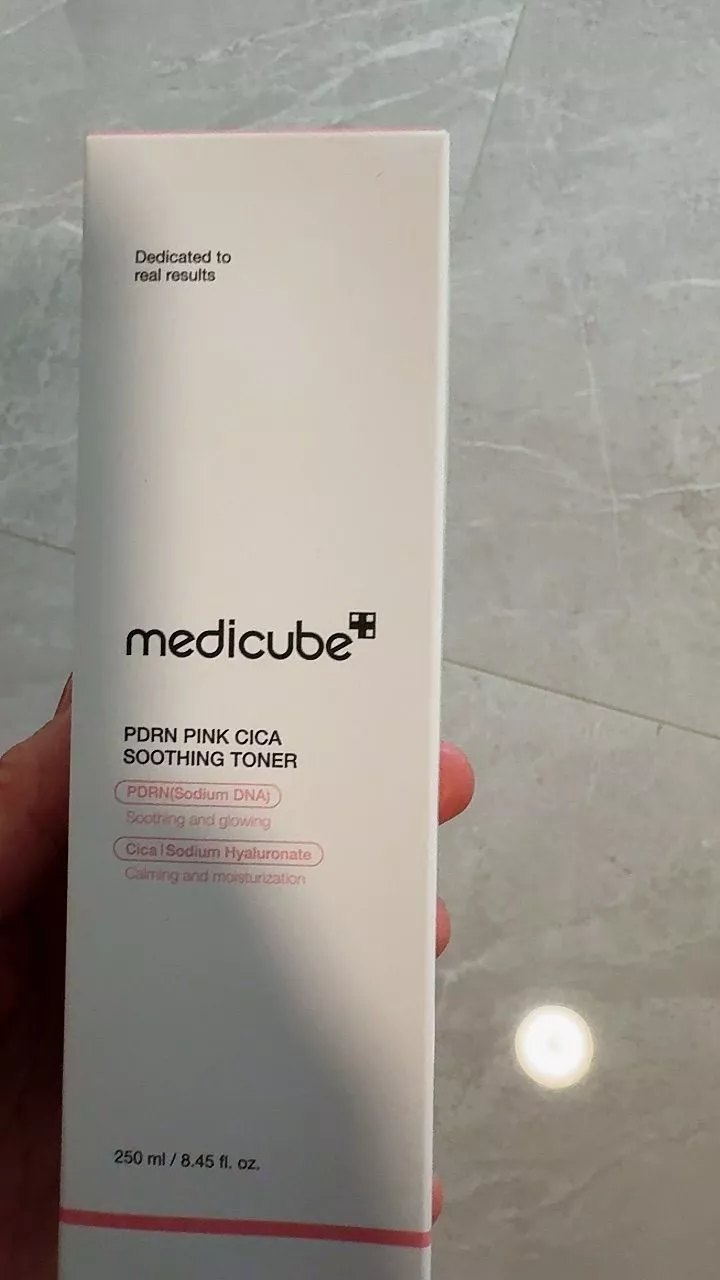 Dedicated to
real results
medicube
PDRN PINK CICA
SOOTHING TONER
PDRN(Sodium DNA)
Soothing and glowing
Cica | Sodium Hyaluronate
Calming and moisturization
250 ml / 8.45 fl. oz.